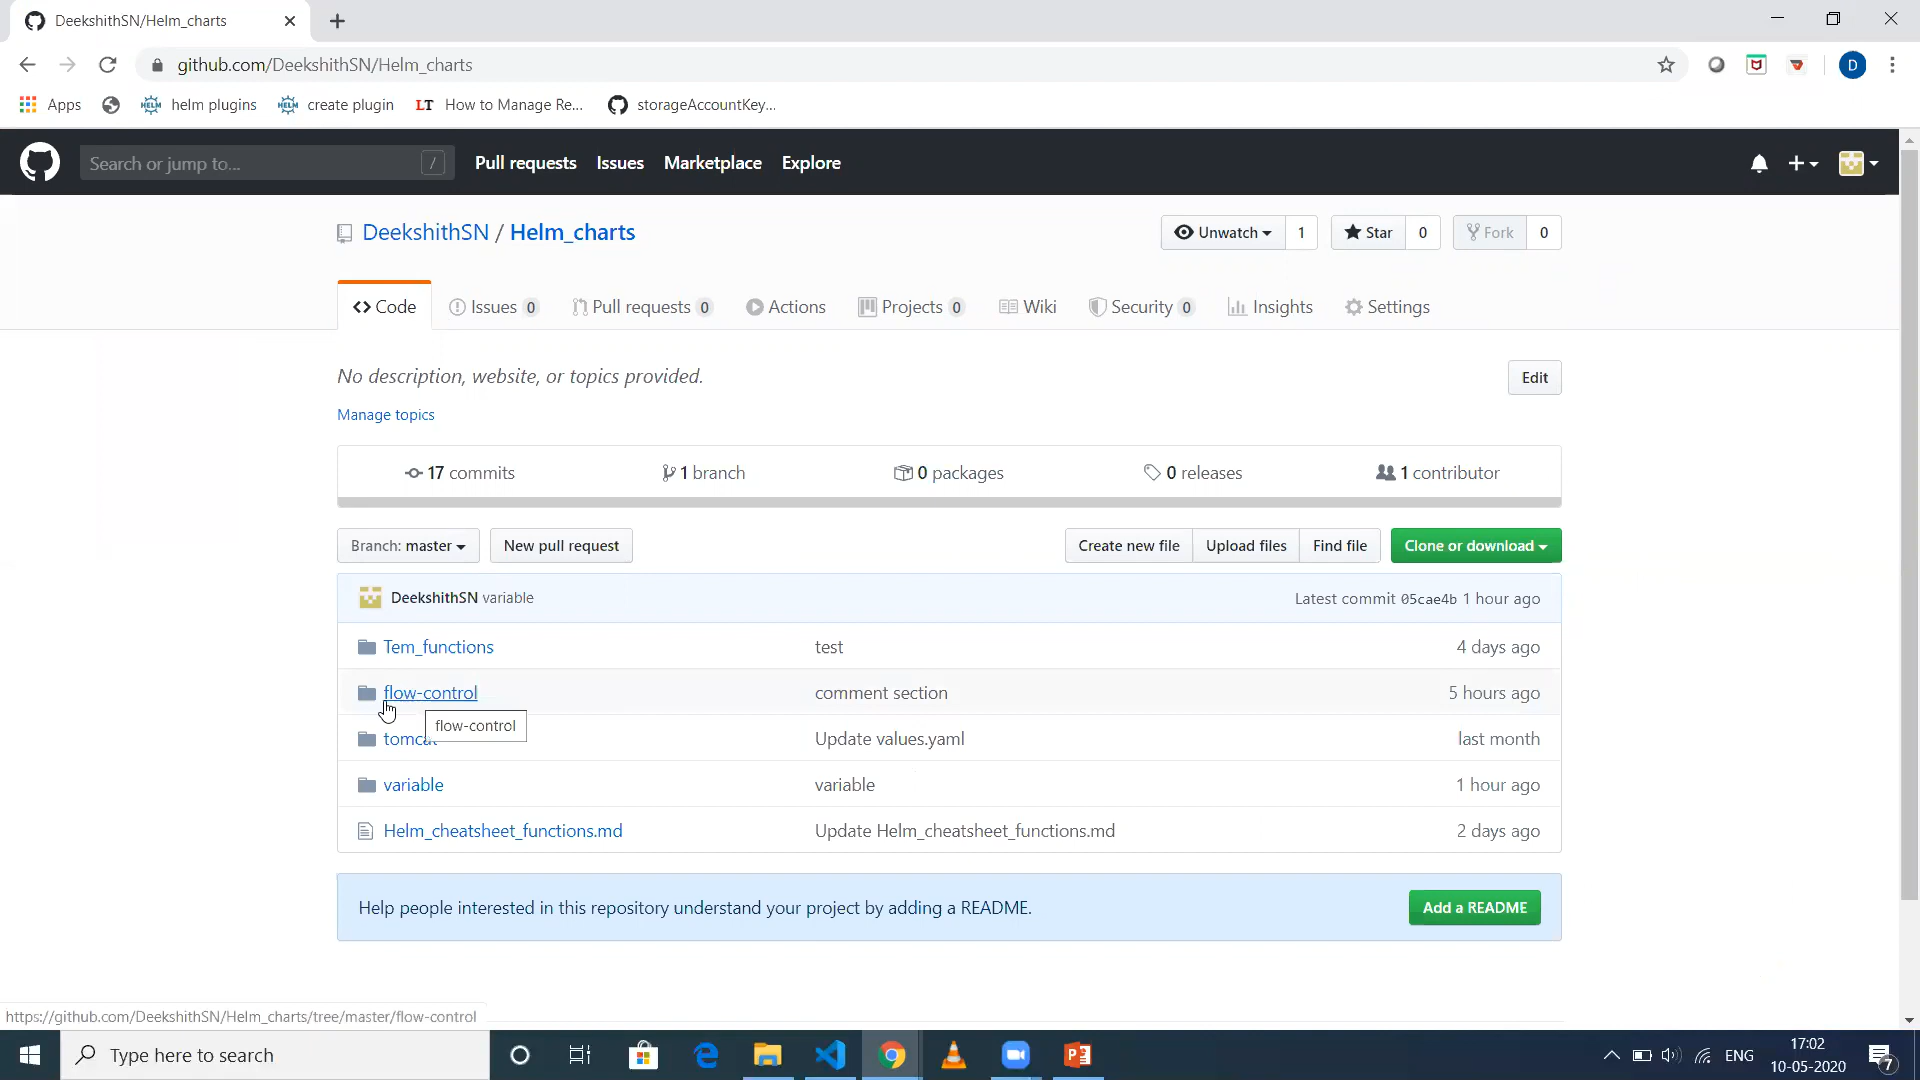 DeekshithSN/Helm_charts
github.com/DeekshithSN/Helm_charts
D
Apps
HELM helm plugins
HELM create plugin
LT How to Manage Re...
storageAccountKey...
Search or jump to... /
Pull requests Issues Marketplace Explore
DeekshithSN / Helm_charts
Unwatch 1
Star 0
Fork 0
Code
Issues 0
Pull requests 0
Actions
Projects 0
Wiki
Security 0
Insights
Settings
No description, website, or topics provided.
Edit
Manage topics
17 commits
1 branch
0 packages
0 releases
1 contributor
Branch: master
New pull request
Create new file
Upload files
Find file
Clone or download
DeekshithSN variable
Latest commit 05cae4b 1 hour ago
Tem_functions test 4 days ago
flow-control comment section 5 hours ago
flow-control
tomcat Update values.yaml last month
variable variable 1 hour ago
Helm_cheatsheet_functions.md Update Helm_cheatsheet_functions.md 2 days ago
Help people interested in this repository understand your project by adding a README.
Add a README
https://github.com/DeekshithSN/Helm_charts/tree/master/flow-control
Type here to search
ENG
17:02
10-05-2020
7